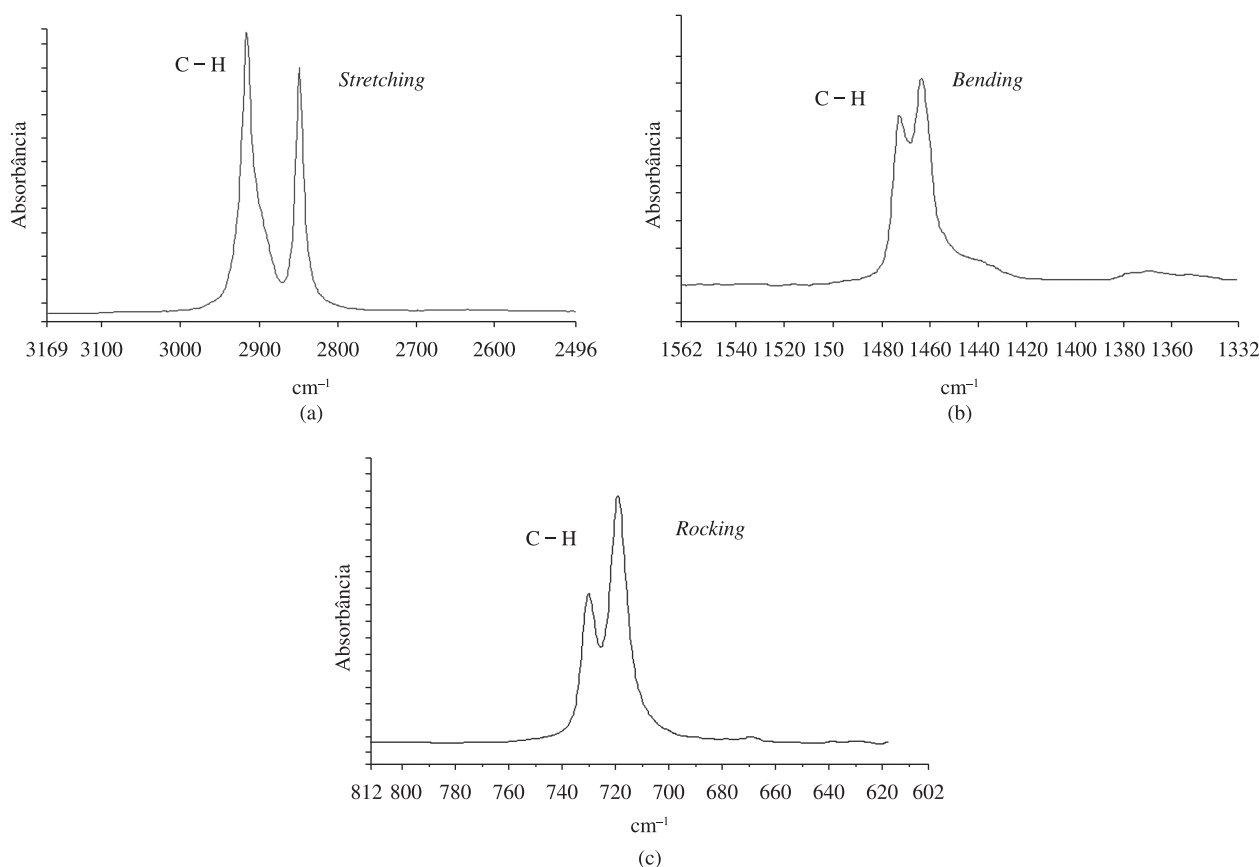 C – H
Stretching
Absorbância
3169 3100 3000 2900 2800 2700 2600 2496
cm⁻¹
(a)
C – H
Bending
Absorbância
1562 1540 1520 150 1480 1460 1440 1420 1400 1380 1360 1332
cm⁻¹
(b)
C – H
Rocking
Absorbância
812 800 780 760 740 720 700 680 660 640 620 602
cm⁻¹
(c)